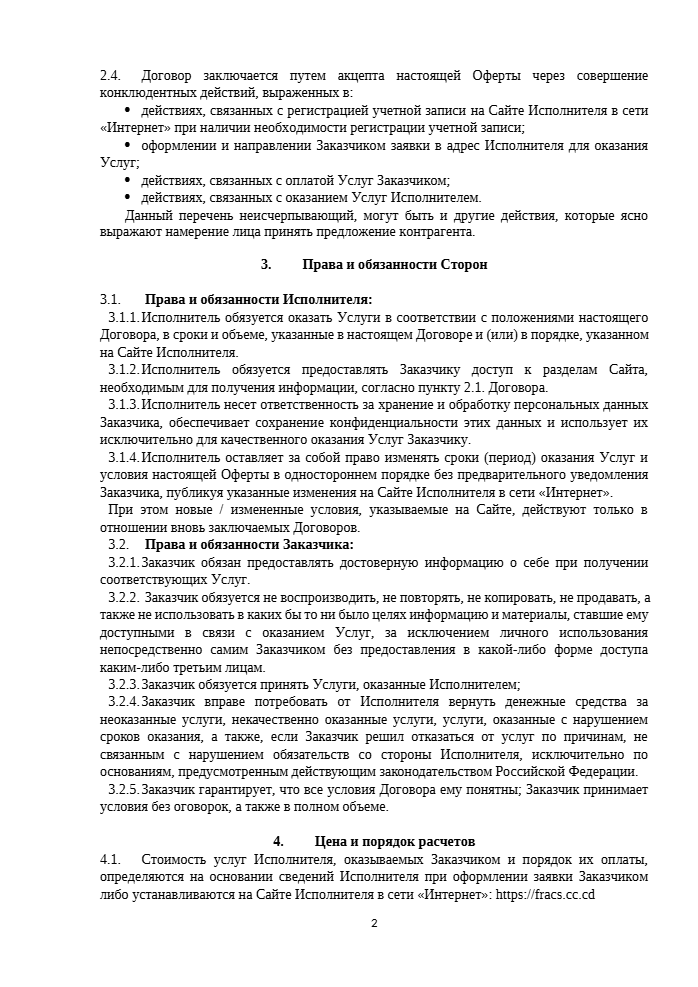 2.4. Договор заключается путем акцепта настоящей Оферты через совершение
конклюдентных действий, выраженных в:
• действиях, связанных с регистрацией учетной записи на Сайте Исполнителя в сети
«Интернет» при наличии необходимости регистрации учетной записи;
• оформлении и направлении Заказчиком заявки в адрес Исполнителя для оказания
Услуг;
• действиях, связанных с оплатой Услуг Заказчиком;
• действиях, связанных с оказанием Услуг Исполнителем.
Данный перечень неисчерпывающий, могут быть и другие действия, которые ясно
выражают намерение лица принять предложение контрагента.
3. Права и обязанности Сторон
3.1. Права и обязанности Исполнителя:
3.1.1. Исполнитель обязуется оказать Услуги в соответствии с положениями настоящего
Договора, в сроки и объеме, указанные в настоящем Договоре и (или) в порядке, указанном
на Сайте Исполнителя.
3.1.2. Исполнитель обязуется предоставлять Заказчику доступ к разделам Сайта,
необходимым для получения информации, согласно пункту 2.1. Договора.
3.1.3. Исполнитель несет ответственность за хранение и обработку персональных данных
Заказчика, обеспечивает сохранение конфиденциальности этих данных и использует их
исключительно для качественного оказания Услуг Заказчику.
3.1.4. Исполнитель оставляет за собой право изменять сроки (период) оказания Услуг и
условия настоящей Оферты в одностороннем порядке без предварительного уведомления
Заказчика, публикуя указанные изменения на Сайте Исполнителя в сети «Интернет».
При этом новые / измененные условия, указываемые на Сайте, действуют только в
отношении вновь заключаемых Договоров.
3.2. Права и обязанности Заказчика:
3.2.1. Заказчик обязан предоставлять достоверную информацию о себе при получении
соответствующих Услуг.
3.2.2. Заказчик обязуется не воспроизводить, не повторять, не копировать, не продавать, а
также не использовать в каких бы то ни было целях информацию и материалы, ставшие ему
доступными в связи с оказанием Услуг, за исключением личного использования
непосредственно самим Заказчиком без предоставления в какой-либо форме доступа
каким-либо третьим лицам.
3.2.3. Заказчик обязуется принять Услуги, оказанные Исполнителем;
3.2.4. Заказчик вправе потребовать от Исполнителя вернуть денежные средства за
неоказанные услуги, некачественно оказанные услуги, услуги, оказанные с нарушением
сроков оказания, а также, если Заказчик решил отказаться от услуг по причинам, не
связанным с нарушением обязательств со стороны Исполнителя, исключительно по
основаниям, предусмотренным действующим законодательством Российской Федерации.
3.2.5. Заказчик гарантирует, что все условия Договора ему понятны; Заказчик принимает
условия без оговорок, а также в полном объеме.
4. Цена и порядок расчетов
4.1. Стоимость услуг Исполнителя, оказываемых Заказчиком и порядок их оплаты,
определяются на основании сведений Исполнителя при оформлении заявки Заказчиком
либо устанавливаются на Сайте Исполнителя в сети «Интернет»: https://fracs.cc.cd
2